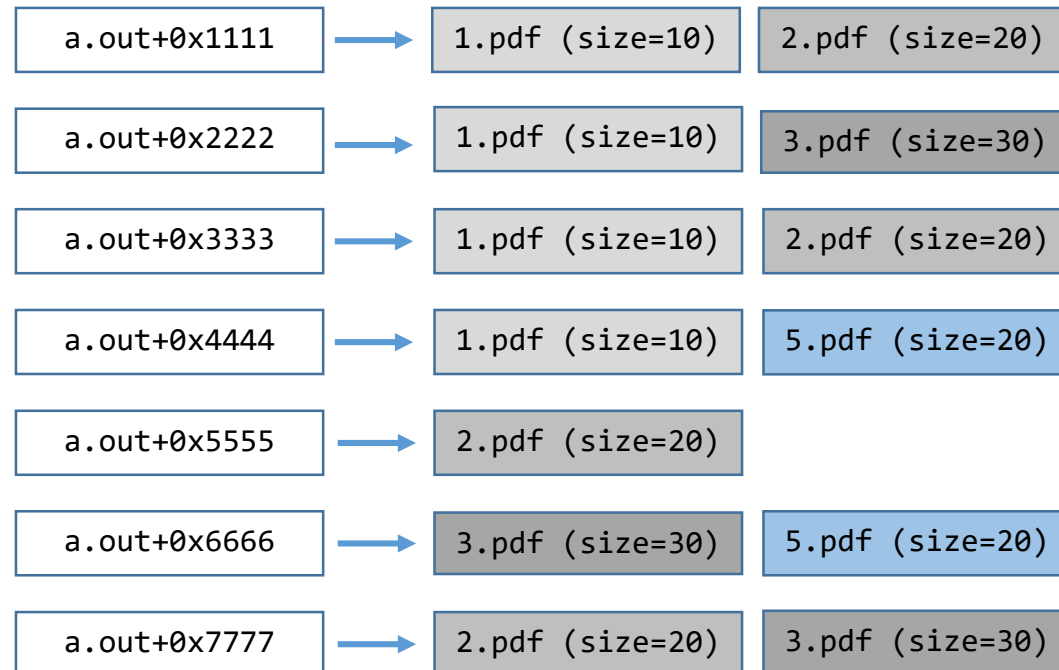 a.out+0x1111 1.pdf (size=10) 2.pdf (size=20)
a.out+0x2222 1.pdf (size=10) 3.pdf (size=30)
a.out+0x3333 1.pdf (size=10) 2.pdf (size=20)
a.out+0x4444 1.pdf (size=10) 5.pdf (size=20)
a.out+0x5555 2.pdf (size=20)
a.out+0x6666 3.pdf (size=30) 5.pdf (size=20)
a.out+0x7777 2.pdf (size=20) 3.pdf (size=30)